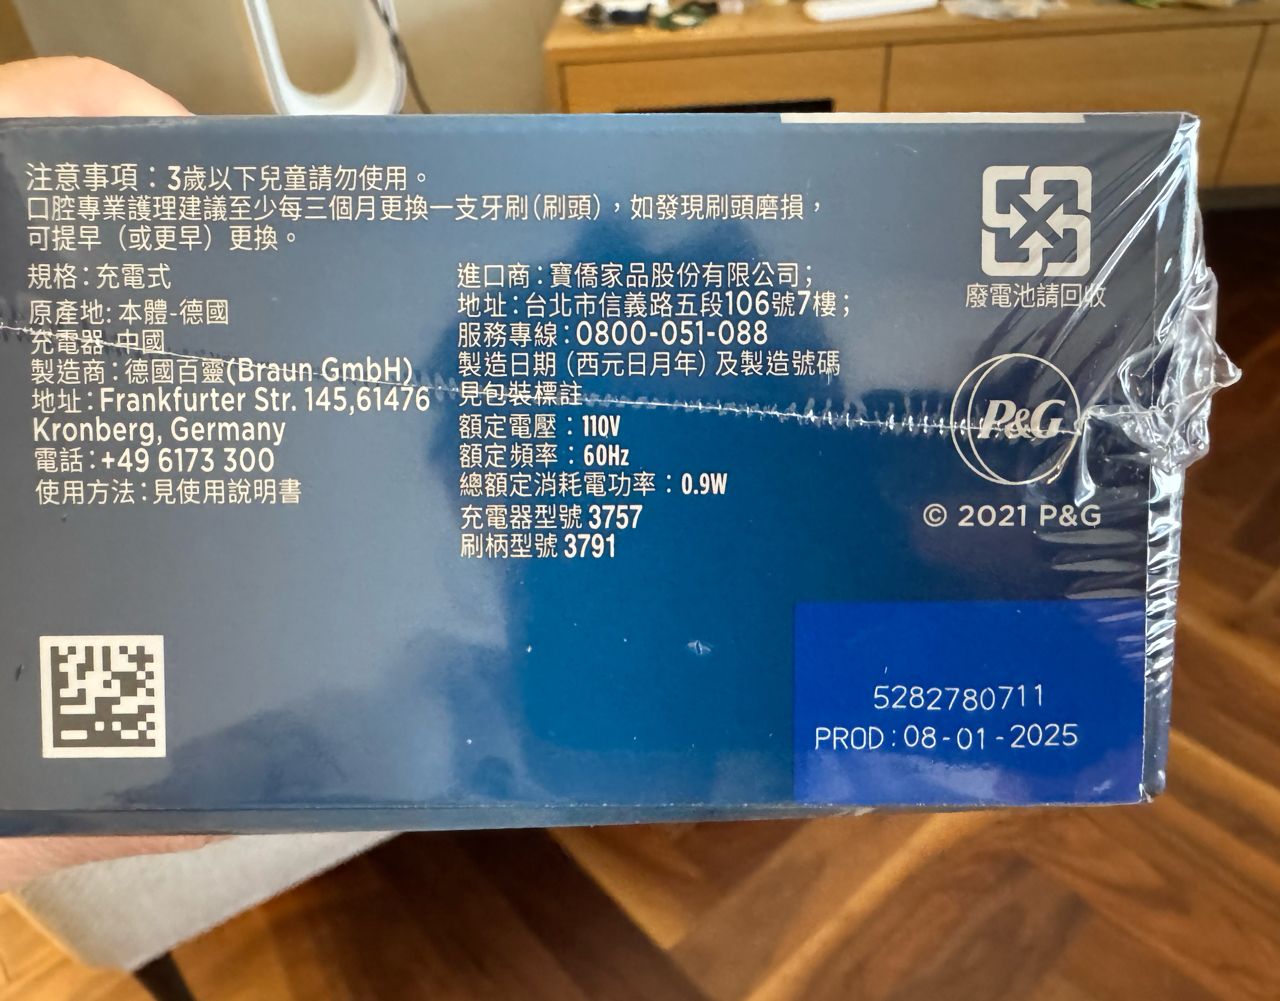 注意事項：3歲以下兒童請勿使用。
口腔專業護理建議至少每三個月更換一支牙刷(刷頭)，如發現刷頭磨損，
可提早（或更早）更換。
規格：充電式
原產地：本體-德國
充電器-中國
製造商：德國百靈(Braun GmbH)
地址：Frankfurter Str. 145,61476
Kronberg, Germany
電話：+49 6173 300
使用方法：見使用說明書
進口商：寶僑家品股份有限公司；
地址：台北市信義路五段106號7樓；
服務專線：0800-051-088
製造日期（西元日月年）及製造號碼
見包裝標註
額定電壓：110V
額定頻率：60Hz
總額定消耗電功率：0.9W
充電器型號 3757
刷柄型號 3791
廢電池請回收
P&G
© 2021 P&G
5282780711
PROD:08-01-2025